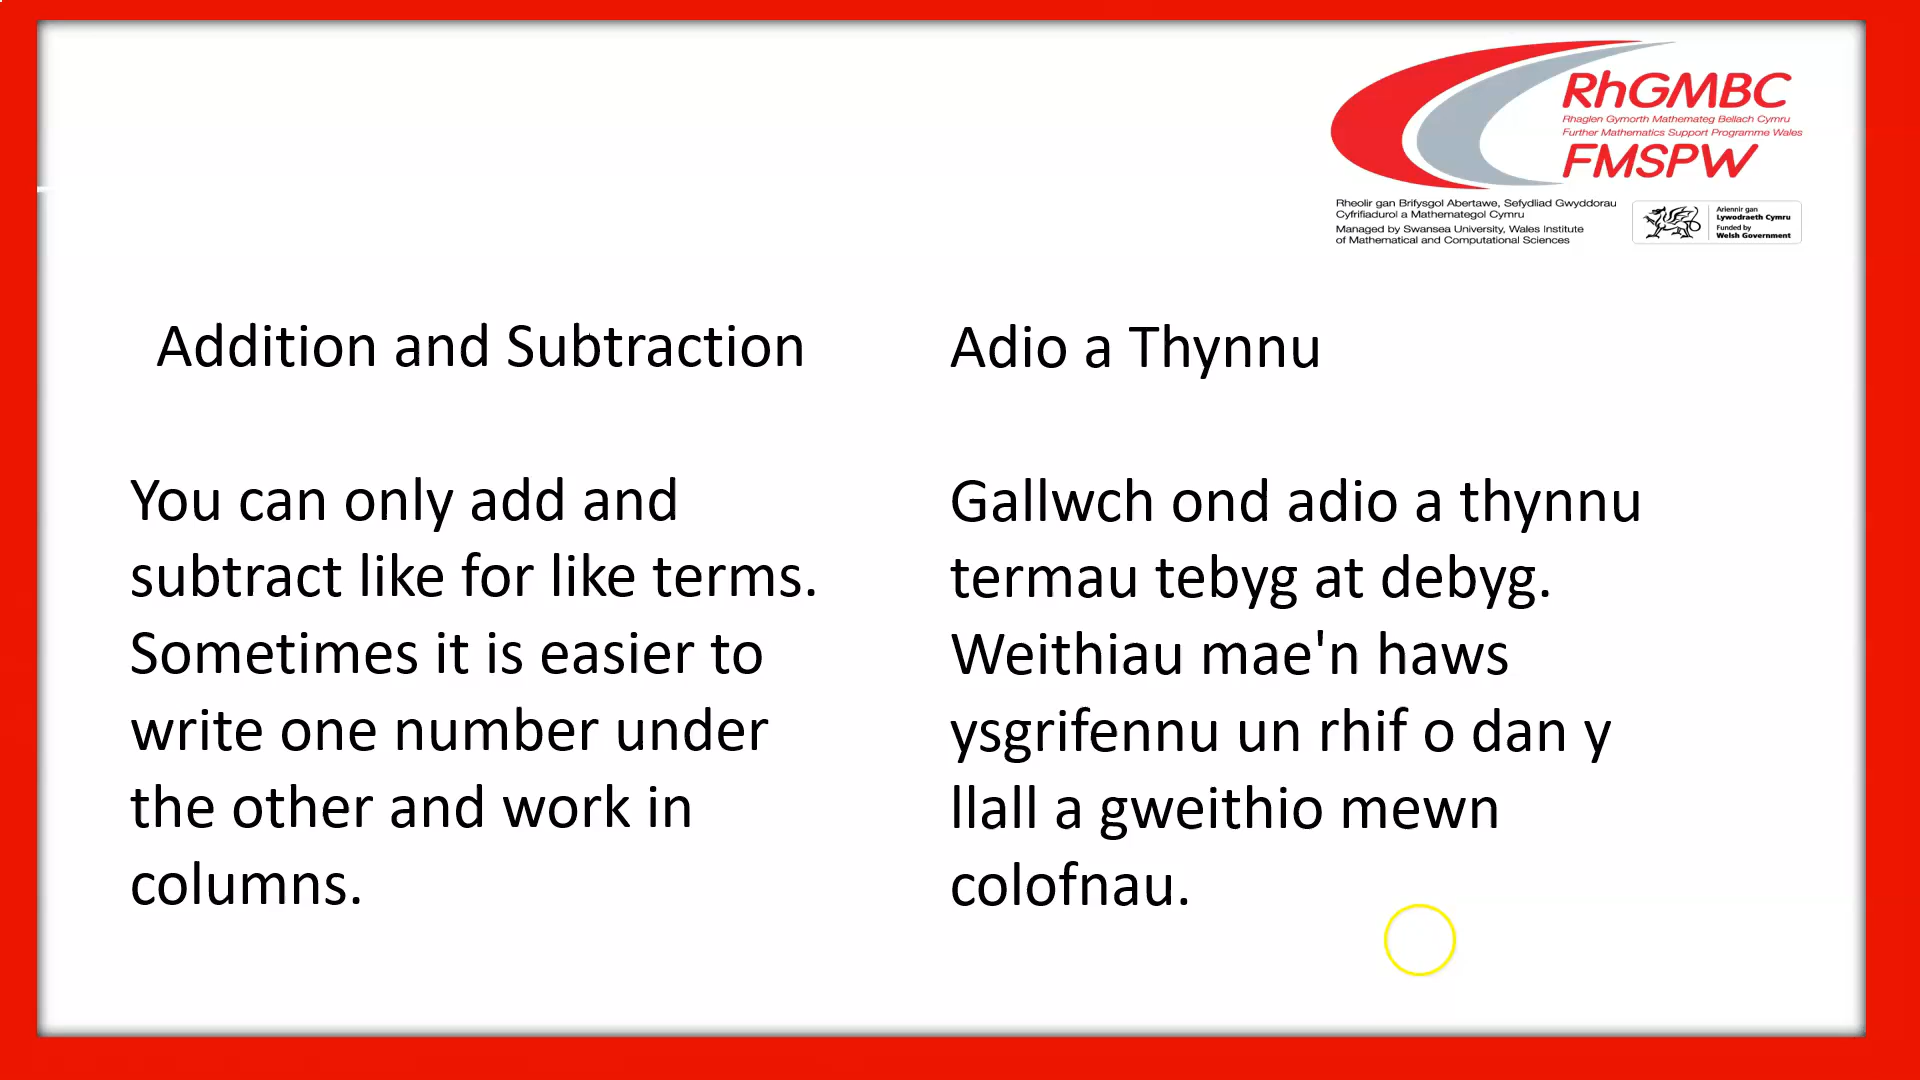 RhGMBC
Rhaglen Gymorth Mathemateg Bellach Cymru
Further Mathematics Support Programme Wales
FMSPW
Rheolir gan Brifysgol Abertawe, Sefydliad Gwyddorau
Cyfrifiadurol a Mathemategol Cymru
Managed by Swansea University, Wales Institute
of Mathematical and Computational Sciences
Ariennir gan
Lywodraeth Cymru
Funded by
Welsh Government
Addition and Subtraction
You can only add and
subtract like for like terms.
Sometimes it is easier to
write one number under
the other and work in
columns.
Adio a Thynnu
Gallwch ond adio a thynnu
termau tebyg at debyg.
Weithiau mae'n haws
ysgrifennu un rhif o dan y
llall a gweithio mewn
colofnau.